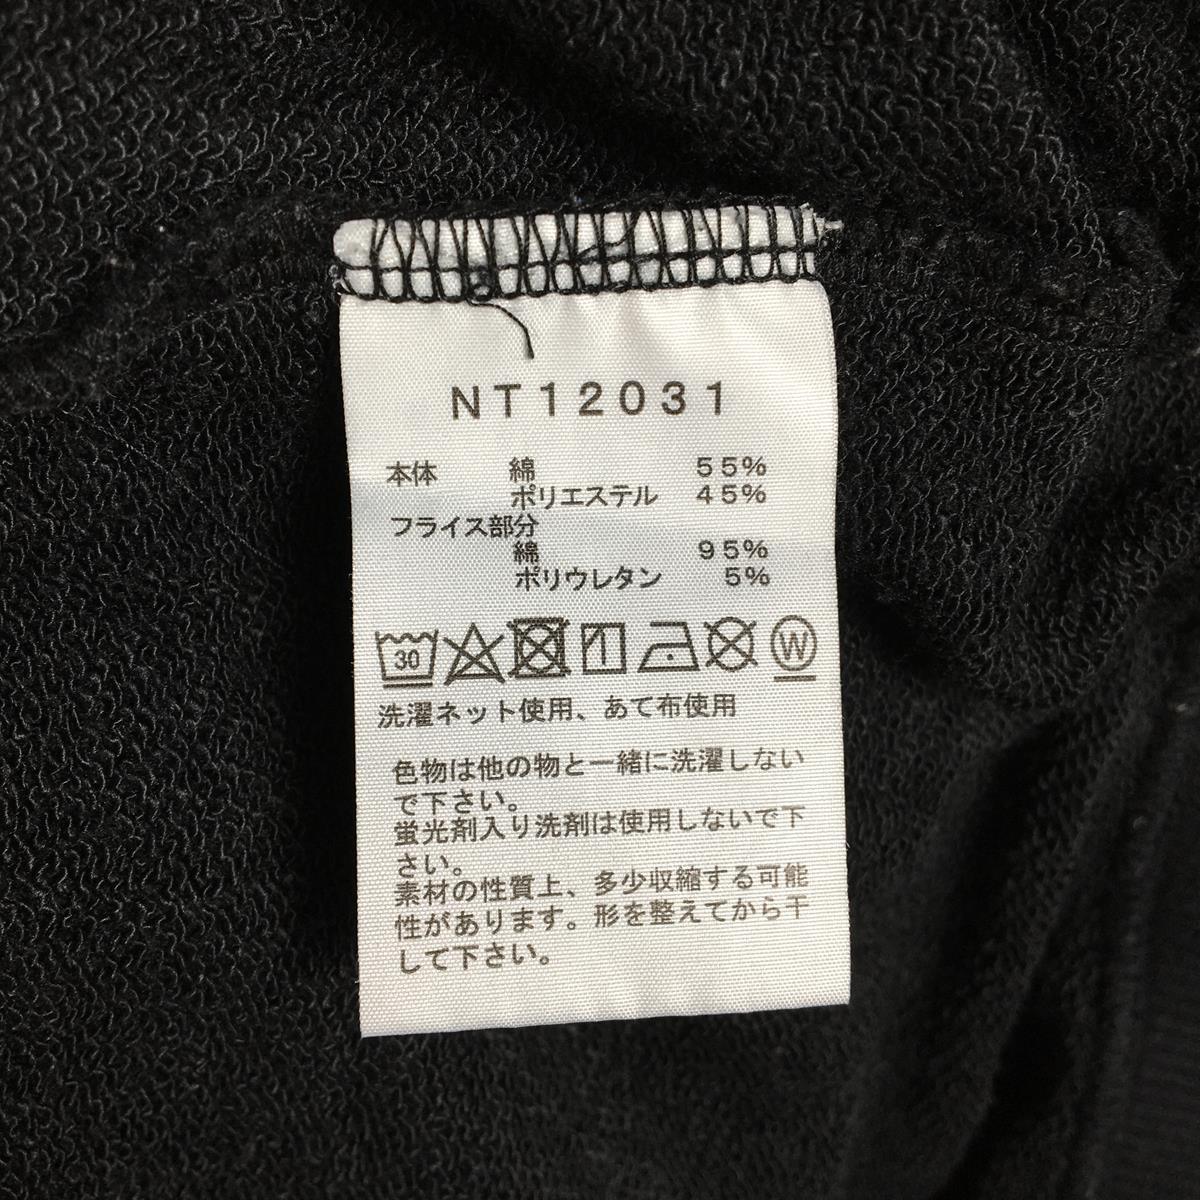 NT12031
本体 綿 55%
ポリエステル 45%
フライス部分
綿 95%
ポリウレタン 5%
30 W
洗濯ネット使用、あて布使用
色物は他の物と一緒に洗濯しない
で下さい。
蛍光剤入り洗剤は使用しないで下
さい。
素材の性質上、多少収縮する可能
性があります。形を整えてから干
して下さい。